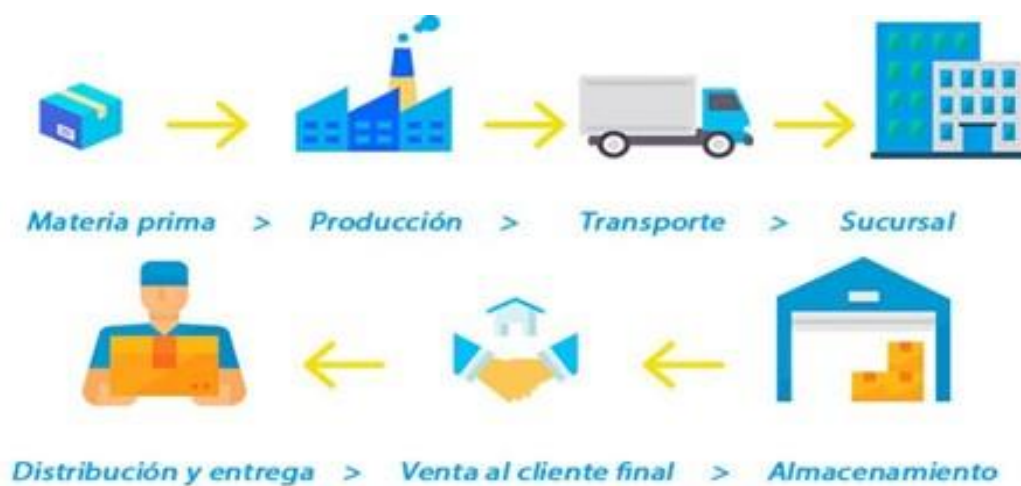 Materia prima > Producción > Transporte > Sucursal
Distribución y entrega > Venta al cliente final > Almacenamiento